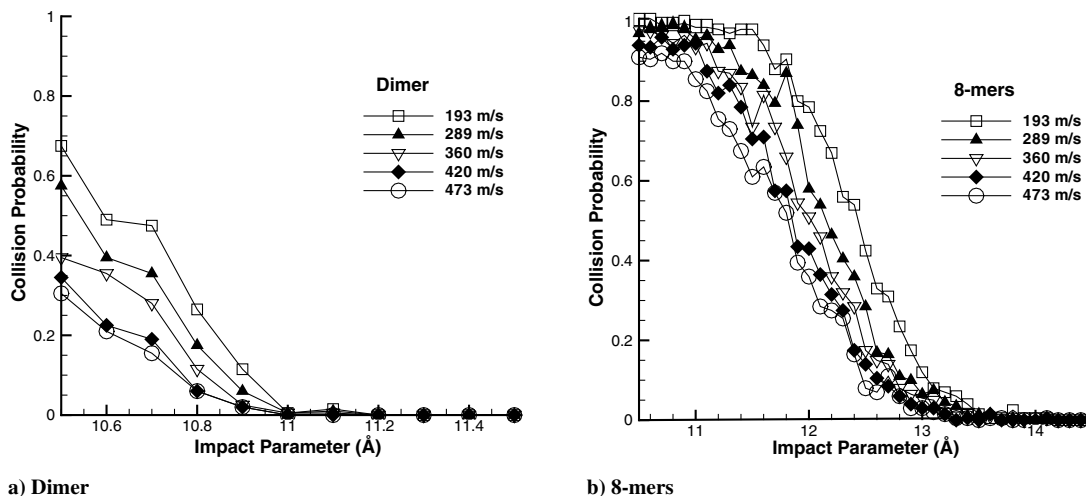 1
0.8
0.6
0.4
0.2
0
Collision Probability
10.6 10.8 11 11.2 11.4
Impact Parameter (Å)
Dimer
193 m/s
289 m/s
360 m/s
420 m/s
473 m/s
a) Dimer
1
0.8
0.6
0.4
0.2
0
Collision Probability
11 12 13 14
Impact Parameter (Å)
8-mers
193 m/s
289 m/s
360 m/s
420 m/s
473 m/s
b) 8-mers